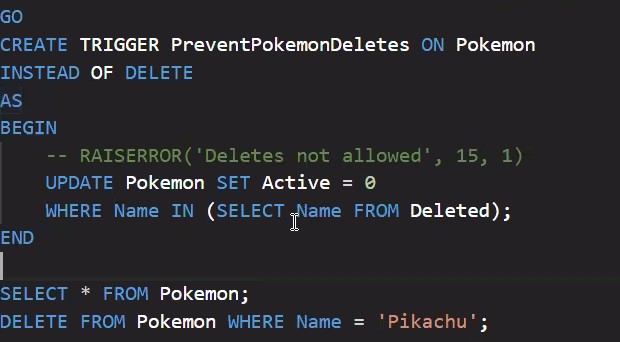 GO
CREATE TRIGGER PreventPokemonDeletes ON Pokemon
INSTEAD OF DELETE
AS
BEGIN
    -- RAISERROR('Deletes not allowed', 15, 1)
    UPDATE Pokemon SET Active = 0
    WHERE Name IN (SELECT Name FROM Deleted);
END

SELECT * FROM Pokemon;
DELETE FROM Pokemon WHERE Name = 'Pikachu';